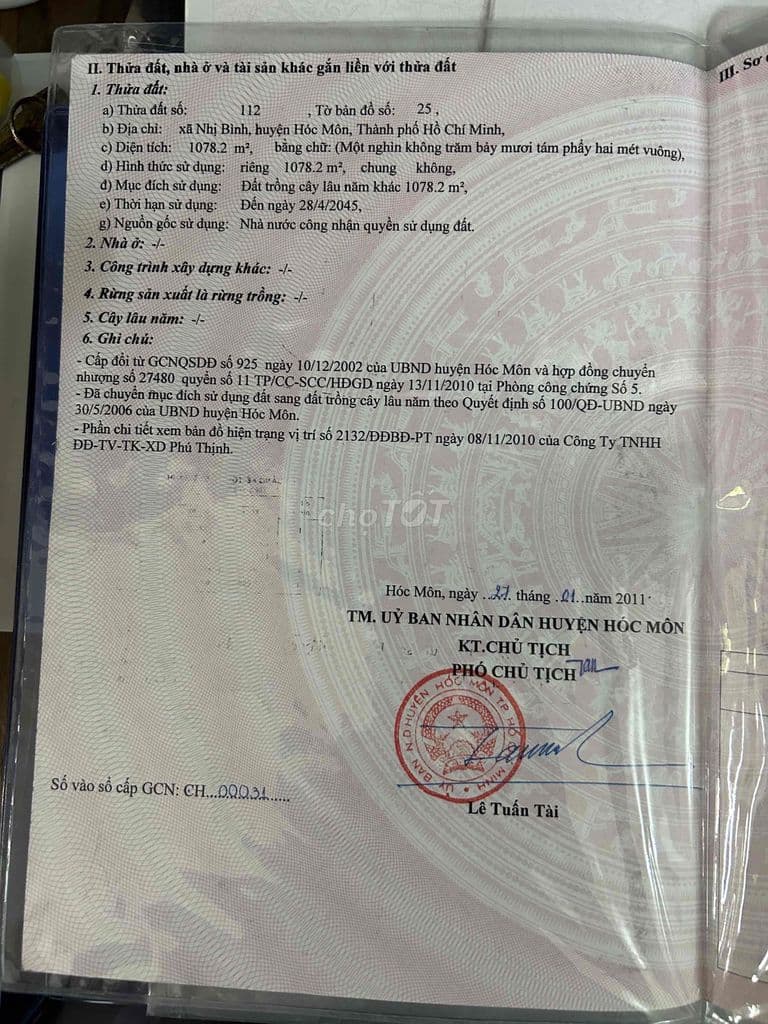 II. Thửa đất, nhà ở và tài sản khác gắn liền với thửa đất
1. Thửa đất:
a) Thửa đất số: 112 , Tờ bản đồ số: 25 ,
b) Địa chỉ: xã Nhị Bình, huyện Hóc Môn, Thành phố Hồ Chí Minh,
c) Diện tích: 1078.2 m², bằng chữ: (Một nghìn không trăm bảy mươi tám phẩy hai mét vuông),
d) Hình thức sử dụng: riêng 1078.2 m², chung không,
đ) Mục đích sử dụng: Đất trồng cây lâu năm khác 1078.2 m²,
e) Thời hạn sử dụng: Đến ngày 28/4/2045,
g) Nguồn gốc sử dụng: Nhà nước công nhận quyền sử dụng đất.
2. Nhà ở: -/-
3. Công trình xây dựng khác: -/-
4. Rừng sản xuất là rừng trồng: -/-
5. Cây lâu năm: -/-
6. Ghi chú:
- Cấp đổi từ GCNQSDĐ số 925 ngày 10/12/2002 của UBND huyện Hóc Môn và hợp đồng chuyển
nhượng số 27480 quyển số 11 TP/CC-SCC/HĐGD ngày 13/11/2010 tại Phòng công chứng Số 5.
- Đã chuyển mục đích sử dụng đất sang đất trồng cây lâu năm theo Quyết định số 100/QĐ-UBND ngày
30/5/2006 của UBND huyện Hóc Môn.
- Phần chi tiết xem bản đồ hiện trạng vị trí số 2132/ĐĐBĐ-PT ngày 08/11/2010 của Công Ty TNHH
ĐĐ-TV-TK-XD Phú Thịnh.
chợTỐT
Hóc Môn, ngày ..27. tháng .01..năm 2011
TM. UỶ BAN NHÂN DÂN HUYỆN HÓC MÔN
KT.CHỦ TỊCH
PHÓ CHỦ TỊCH
ỦY BAN N.D HUYỆN HÓC MÔN T.P HỒ CHÍ MINH
Lê Tuấn Tài
Số vào sổ cấp GCN: CH...00031.....
III. Sơ